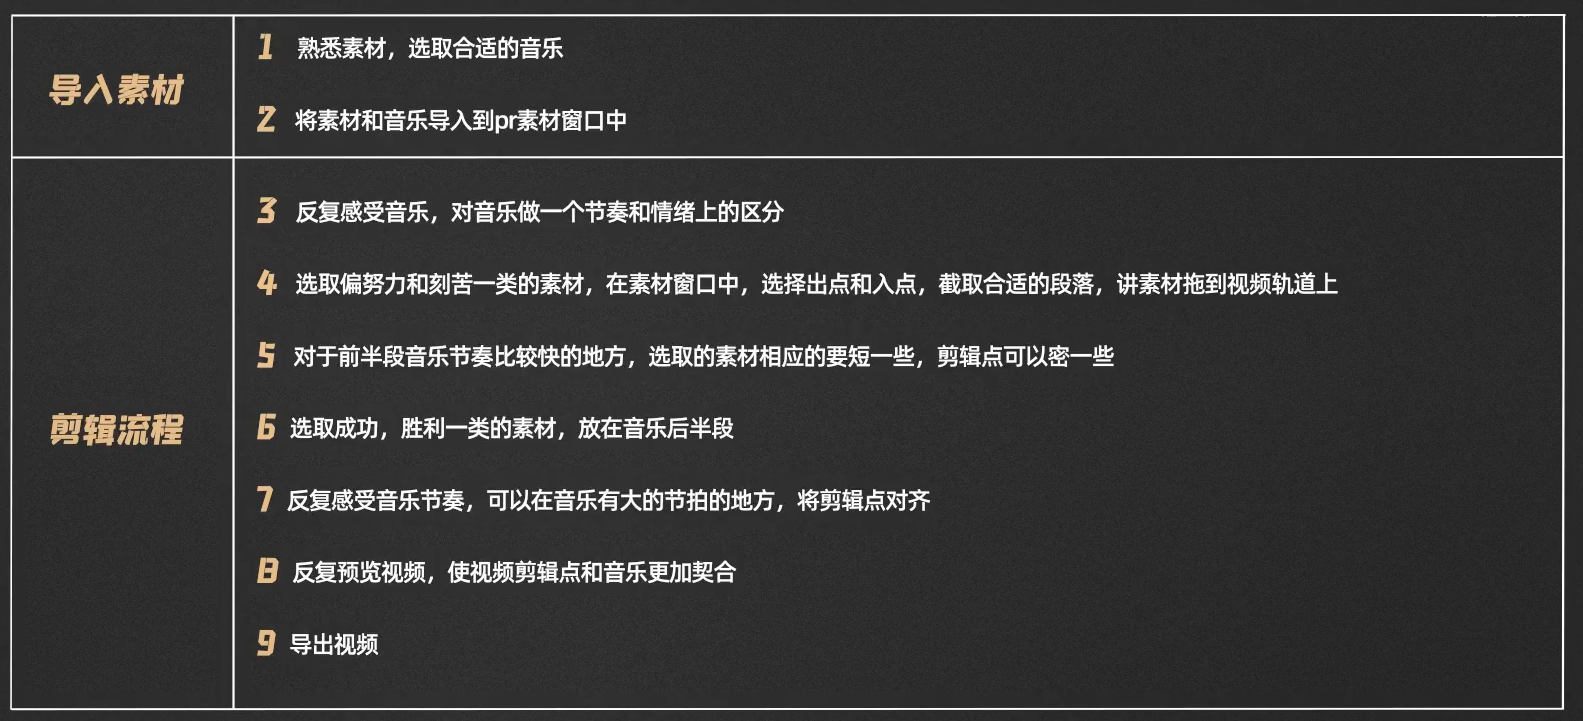 导入素材
1 熟悉素材，选取合适的音乐
2 将素材和音乐导入到pr素材窗口中
剪辑流程
3 反复感受音乐，对音乐做一个节奏和情绪上的区分
4 选取偏努力和刻苦一类的素材，在素材窗口中，选择出点和入点，截取合适的段落，讲素材拖到视频轨道上
5 对于前半段音乐节奏比较快的地方，选取的素材相应的要短一些，剪辑点可以密一些
6 选取成功，胜利一类的素材，放在音乐后半段
7 反复感受音乐节奏，可以在音乐有大的节拍的地方，将剪辑点对齐
8 反复预览视频，使视频剪辑点和音乐更加契合
9 导出视频